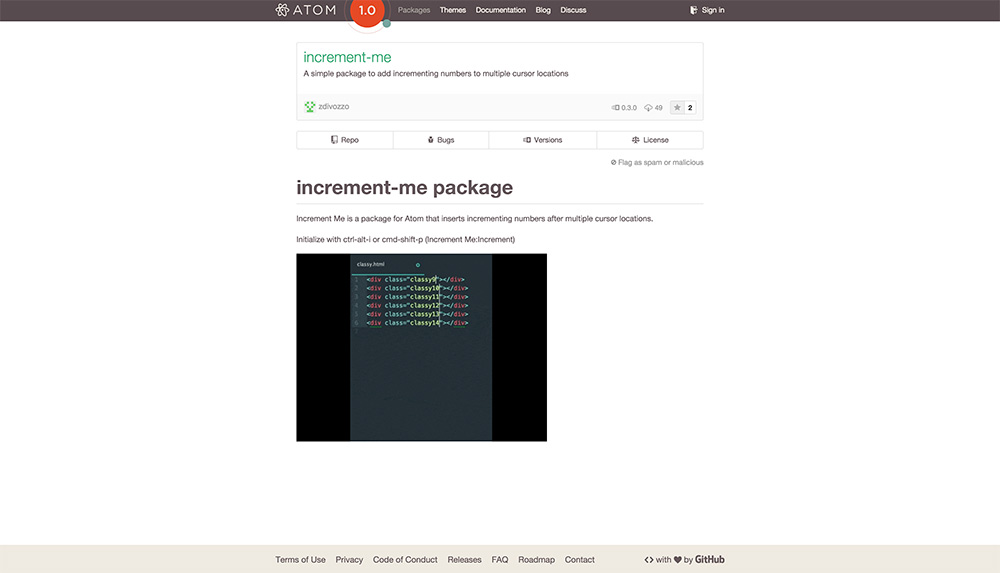 ATOM 1.0 Packages Themes Documentation Blog Discuss Sign in
increment-me
A simple package to add incrementing numbers to multiple cursor locations
zdivozzo 0.3.0 49 2
Repo Bugs Versions License
Flag as spam or malicious
increment-me package
Increment Me is a package for Atom that inserts incrementing numbers after multiple cursor locations.
Initialize with ctrl-alt-i or cmd-shift-p (Increment Me:Increment)
classy.html
1 <div class="classy9"></div>
2 <div class="classy10"></div>
3 <div class="classy11"></div>
4 <div class="classy12"></div>
5 <div class="classy13"></div>
6 <div class="classy14"></div>
Terms of Use Privacy Code of Conduct Releases FAQ Roadmap Contact <> with ♥ by GitHub